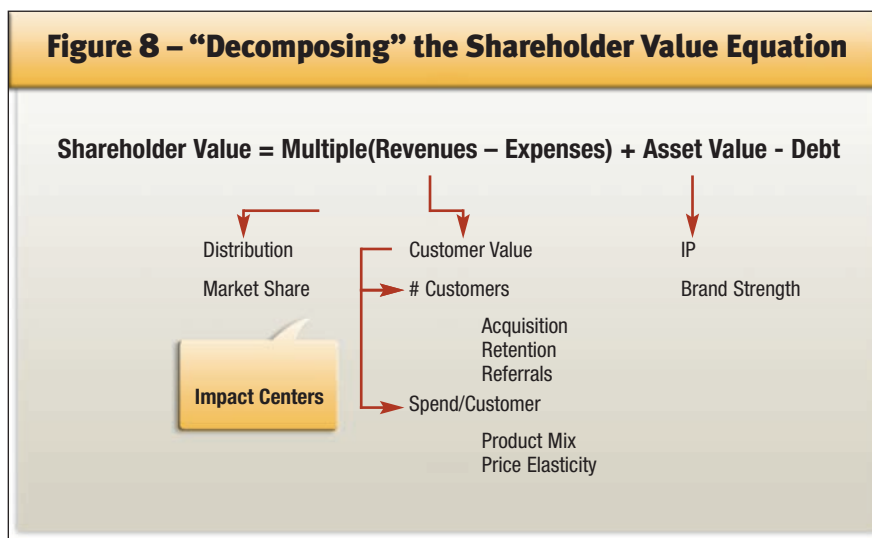 Figure 8 – “Decomposing” the Shareholder Value Equation
Shareholder Value = Multiple(Revenues – Expenses) + Asset Value - Debt
Distribution
Market Share
Impact Centers
Customer Value
# Customers
Acquisition
Retention
Referrals
Spend/Customer
Product Mix
Price Elasticity
IP
Brand Strength